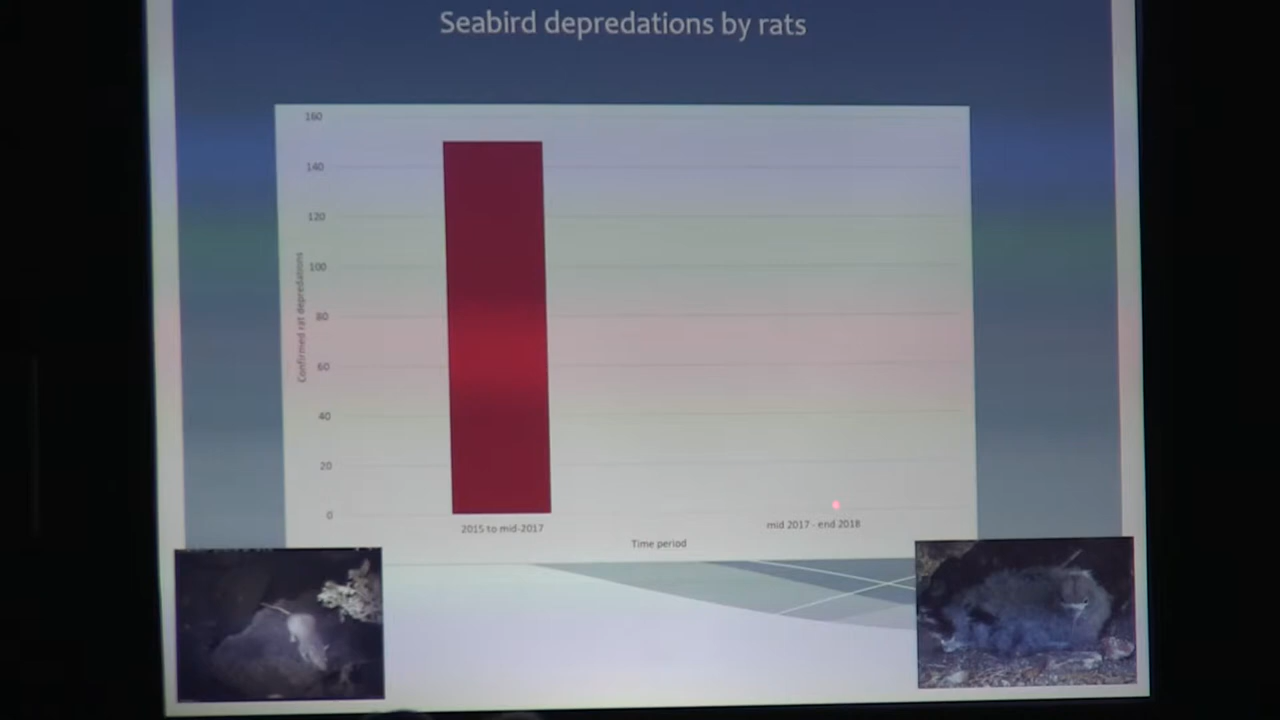 Seabird depredations by rats
160
140
120
100
80
60
40
20
0
Confirmed rat depredations
2015 to mid-2017
mid 2017 - end 2018
Time period